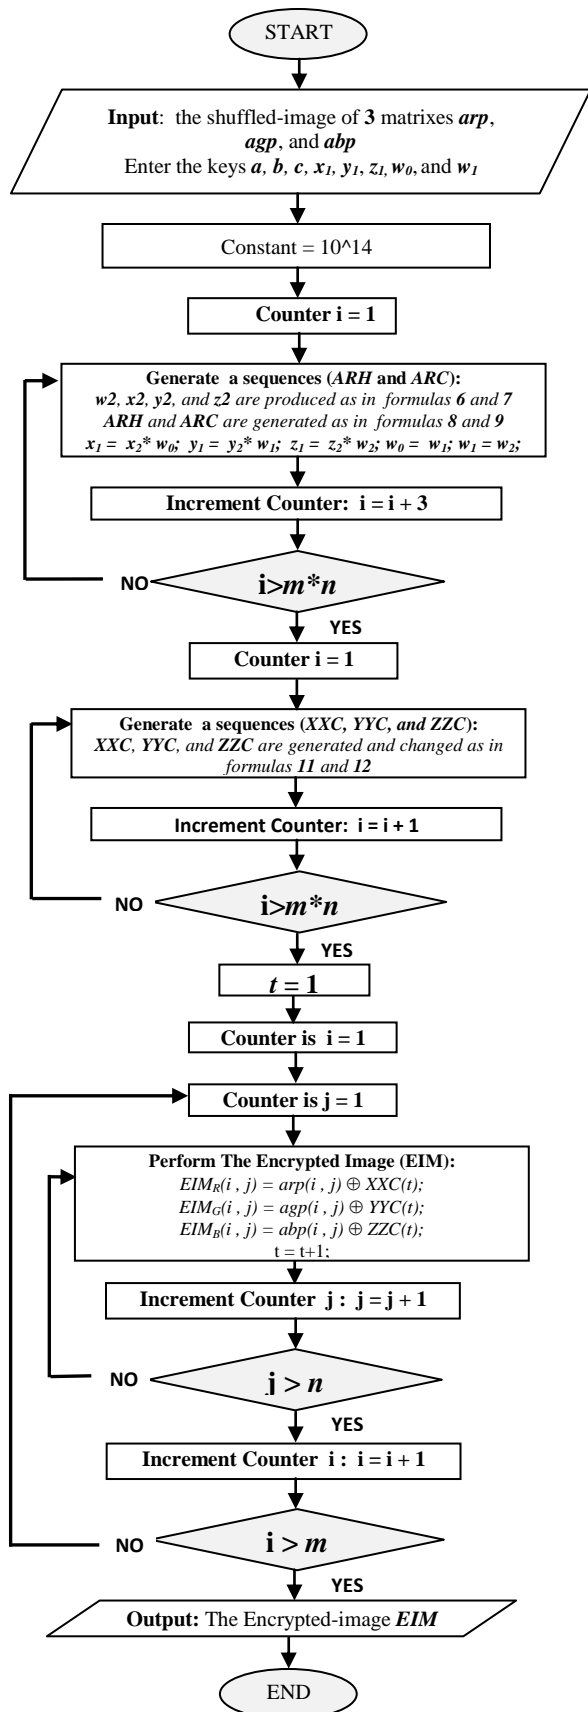 START
Input: the shuffled-image of 3 matrixes arp,
agp, and abp
Enter the keys a, b, c, x₁, y₁, z₁, w₀, and w₁
Constant = 10^14
Counter i = 1
Generate a sequences (ARH and ARC):
w2, x2, y2, and z2 are produced as in formulas 6 and 7
ARH and ARC are generated as in formulas 8 and 9
x₁ = x₂* w₀; y₁ = y₂* w₁; z₁ = z₂* w₂; w₀ = w₁; w₁ = w₂;
Increment Counter: i = i + 3
i>m*n
NO
YES
Counter i = 1
Generate a sequences (XXC, YYC, and ZZC):
XXC, YYC, and ZZC are generated and changed as in
formulas 11 and 12
Increment Counter: i = i + 1
i>m*n
NO
YES
t = 1
Counter is i = 1
Counter is j = 1
Perform The Encrypted Image (EIM):
EIM_R(i , j) = arp(i , j) ⊕ XXC(t);
EIM_G(i , j) = agp(i , j) ⊕ YYC(t);
EIM_B(i , j) = abp(i , j) ⊕ ZZC(t);
t = t+1;
Increment Counter j : j = j + 1
j > n
NO
YES
Increment Counter i : i = i + 1
i > m
NO
YES
Output: The Encrypted-image EIM
END